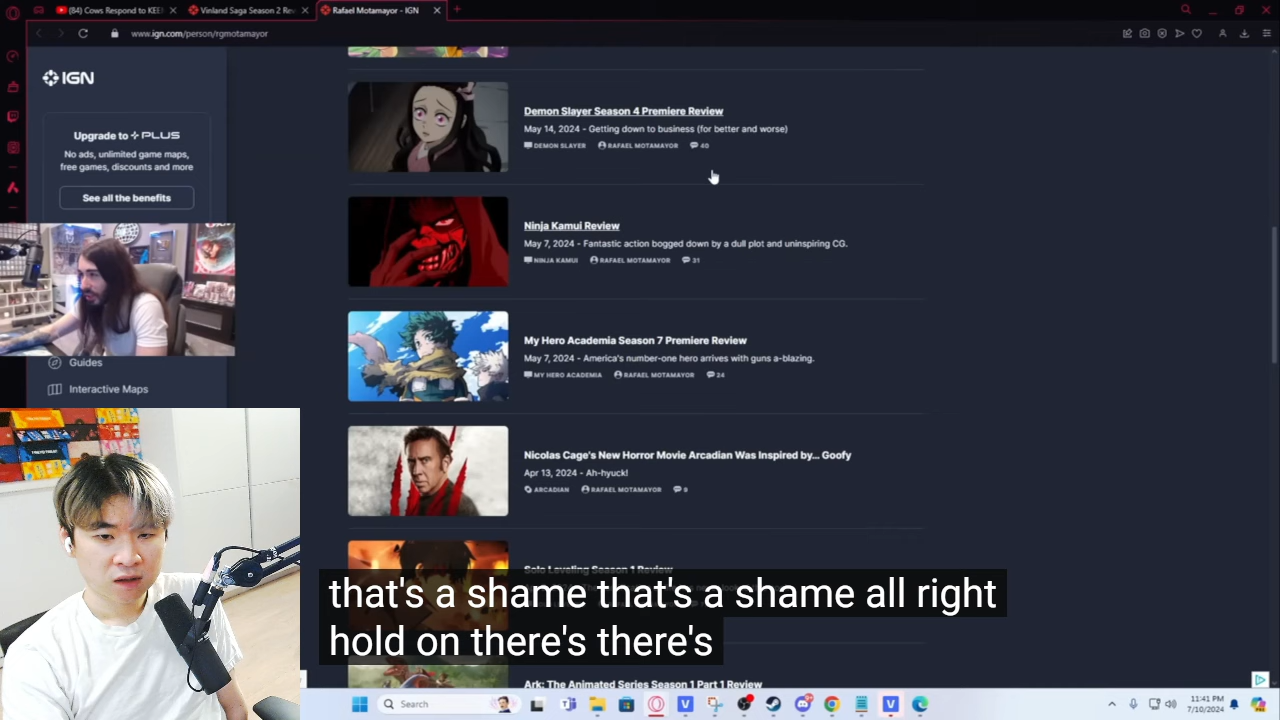 (84) Cows Respond to KEE
Vinland Saga Season 2 Rev
Rafael Motamayor - IGN
www.ign.com/person/rgmotamayor
IGN
Upgrade to PLUS
No ads, unlimited game maps,
free games, discounts and more
See all the benefits
Guides
Interactive Maps
Demon Slayer Season 4 Premiere Review
May 14, 2024 - Getting down to business (for better and worse)
DEMON SLAYER RAFAEL MOTAMAYOR 40
Ninja Kamui Review
May 7, 2024 - Fantastic action bogged down by a dull plot and uninspiring CG.
NINJA KAMUI RAFAEL MOTAMAYOR 31
My Hero Academia Season 7 Premiere Review
May 7, 2024 - America's number-one hero arrives with guns a-blazing.
MY HERO ACADEMIA RAFAEL MOTAMAYOR 24
Nicolas Cage's New Horror Movie Arcadian Was Inspired by... Goofy
Apr 13, 2024 - Ah-hyuck!
ARCADIAN RAFAEL MOTAMAYOR 9
Solo Leveling Season 1 Review
that's a shame that's a shame all right
hold on there's there's
Ark: The Animated Series Season 1 Part 1 Review
Search
11:41 PM
7/10/2024